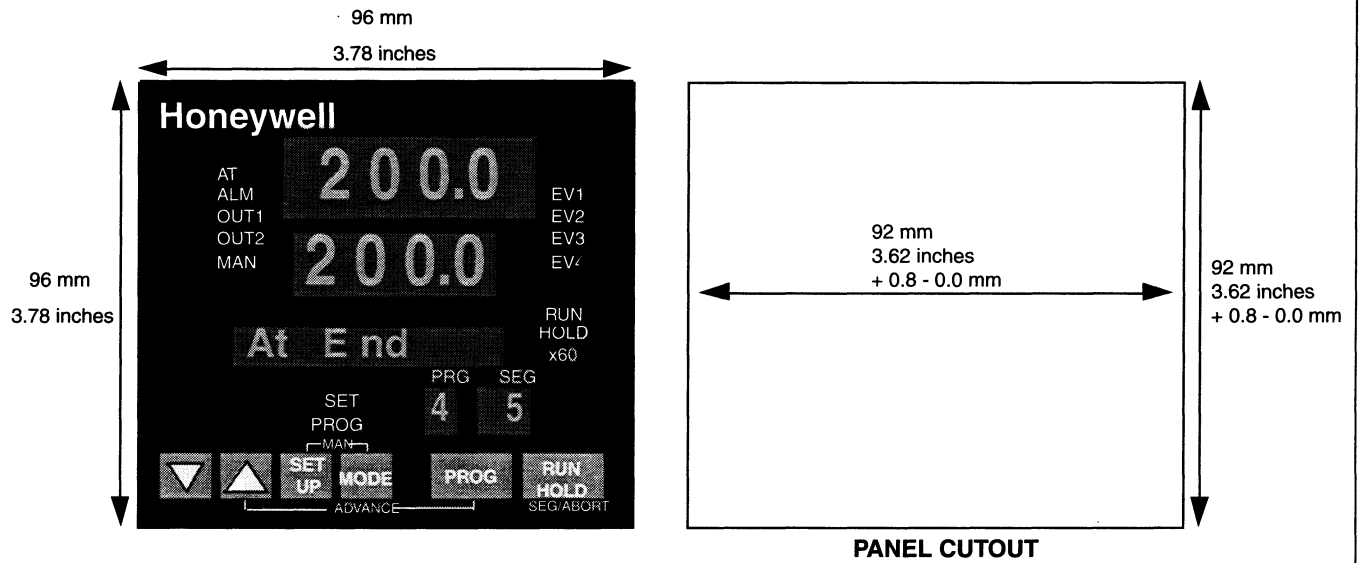 96 mm
3.78 inches
Honeywell
200.0
AT
ALM
OUT1
OUT2
MAN
EV1
EV2
EV3
EV4
200.0
96 mm
3.78 inches
RUN
HOLD
x60
At End
PRG SEG
4 5
SET
PROG
MAN
SET UP
MODE
PROG
RUN HOLD
ADVANCE
SEG/ABORT
92 mm
3.62 inches
+ 0.8 - 0.0 mm
92 mm
3.62 inches
+ 0.8 - 0.0 mm
PANEL CUTOUT